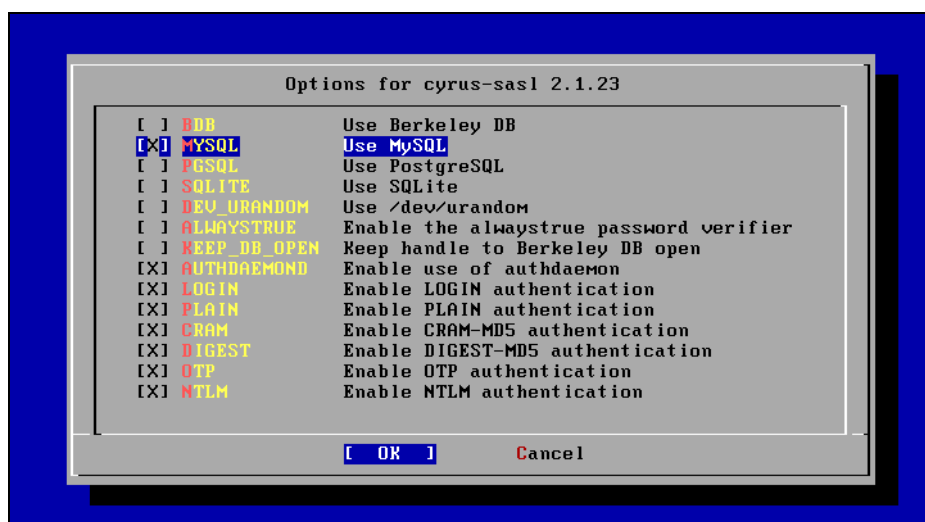 Options for cyrus-sasl 2.1.23
[ ] BDB Use Berkeley DB
[X] MYSQL Use MySQL
[ ] PGSQL Use PostgreSQL
[ ] SQLITE Use SQLite
[ ] DEV_URANDOM Use /dev/urandom
[ ] ALWAYSTRUE Enable the alwaystrue password verifier
[ ] KEEP_DB_OPEN Keep handle to Berkeley DB open
[X] AUTHDAEMOND Enable use of authdaemon
[X] LOGIN Enable LOGIN authentication
[X] PLAIN Enable PLAIN authentication
[X] CRAM Enable CRAM-MD5 authentication
[X] DIGEST Enable DIGEST-MD5 authentication
[X] OTP Enable OTP authentication
[X] NTLM Enable NTLM authentication
[ OK ] Cancel